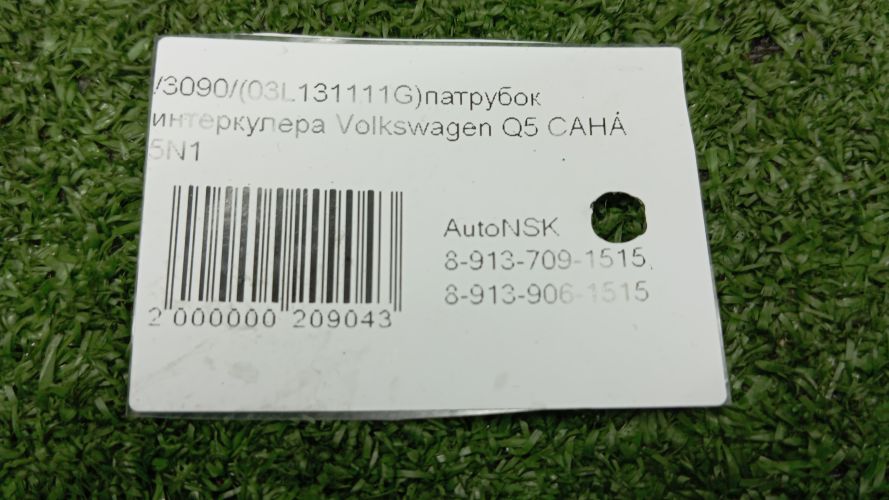 /3090/(03L131111G)патрубок
интеркулера Volkswagen Q5 CAHA
5N1
AutoNSK
8-913-709-1515,
8-913-906-1515
2 000000 209043